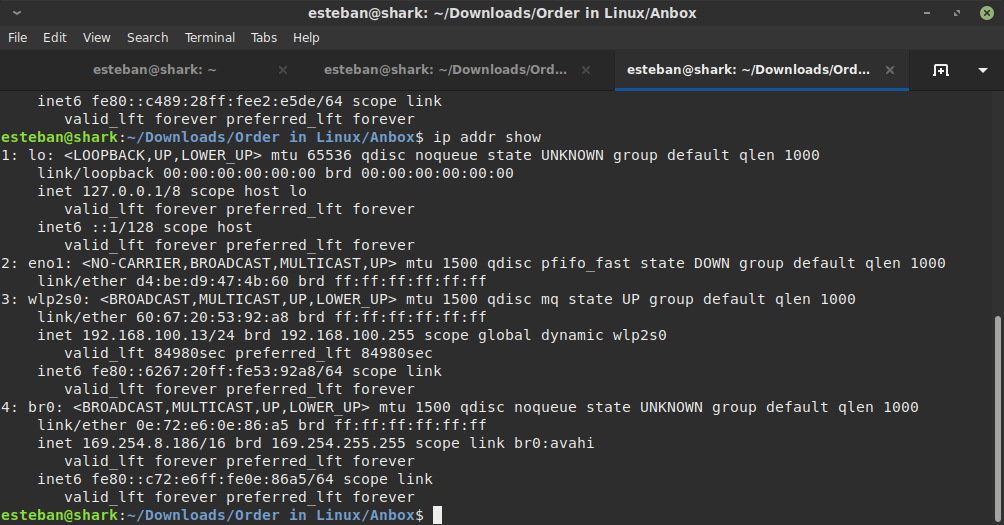 esteban@shark: ~/Downloads/Order in Linux/Anbox
File Edit View Search Terminal Tabs Help
esteban@shark: ~ × esteban@shark: ~/Downloads/Ord... × esteban@shark: ~/Downloads/Ord... ×
inet6 fe80::c489:28ff:fee2:e5de/64 scope link
valid_lft forever preferred_lft forever
esteban@shark:~/Downloads/Order in Linux/Anbox$ ip addr show
1: lo: <LOOPBACK,UP,LOWER_UP> mtu 65536 qdisc noqueue state UNKNOWN group default qlen 1000
link/loopback 00:00:00:00:00:00 brd 00:00:00:00:00:00
inet 127.0.0.1/8 scope host lo
valid_lft forever preferred_lft forever
inet6 ::1/128 scope host
valid_lft forever preferred_lft forever
2: eno1: <NO-CARRIER,BROADCAST,MULTICAST,UP> mtu 1500 qdisc pfifo_fast state DOWN group default qlen 1000
link/ether d4:be:d9:47:4b:60 brd ff:ff:ff:ff:ff:ff
3: wlp2s0: <BROADCAST,MULTICAST,UP,LOWER_UP> mtu 1500 qdisc mq state UP group default qlen 1000
link/ether 60:67:20:53:92:a8 brd ff:ff:ff:ff:ff:ff
inet 192.168.100.13/24 brd 192.168.100.255 scope global dynamic wlp2s0
valid_lft 84980sec preferred_lft 84980sec
inet6 fe80::6267:20ff:fe53:92a8/64 scope link
valid_lft forever preferred_lft forever
4: br0: <BROADCAST,MULTICAST,UP,LOWER_UP> mtu 1500 qdisc noqueue state UNKNOWN group default qlen 1000
link/ether 0e:72:e6:0e:86:a5 brd ff:ff:ff:ff:ff:ff
inet 169.254.8.186/16 brd 169.254.255.255 scope link br0:avahi
valid_lft forever preferred_lft forever
inet6 fe80::c72:e6ff:fe0e:86a5/64 scope link
valid_lft forever preferred_lft forever
esteban@shark:~/Downloads/Order in Linux/Anbox$